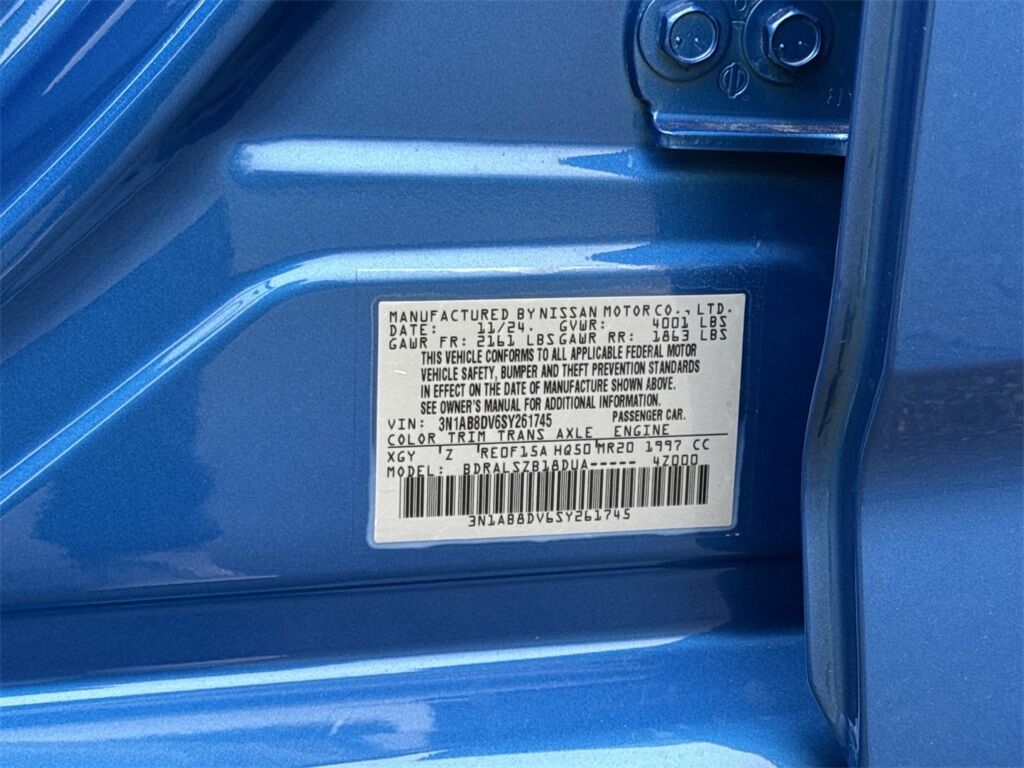 MANUFACTURED BY NISSAN MOTOR CO., LTD.
DATE: 11/24. GVWR: 4001 LBS
GAWR FR: 2161 LBS GAWR RR: 1863 LBS
THIS VEHICLE CONFORMS TO ALL APPLICABLE FEDERAL MOTOR
VEHICLE SAFETY, BUMPER AND THEFT PREVENTION STANDARDS
IN EFFECT ON THE DATE OF MANUFACTURE SHOWN ABOVE.
SEE OWNER'S MANUAL FOR ADDITIONAL INFORMATION.
VIN: 3N1AB8DV6SY261745 PASSENGER CAR.
COLOR TRIM TRANS AXLE ENGINE
XGY Z RE0F15A HQ50 MR20 1997 CC
MODEL: BDRALSZB18DUA----- 4Z000
3N1AB8DV6SY261745